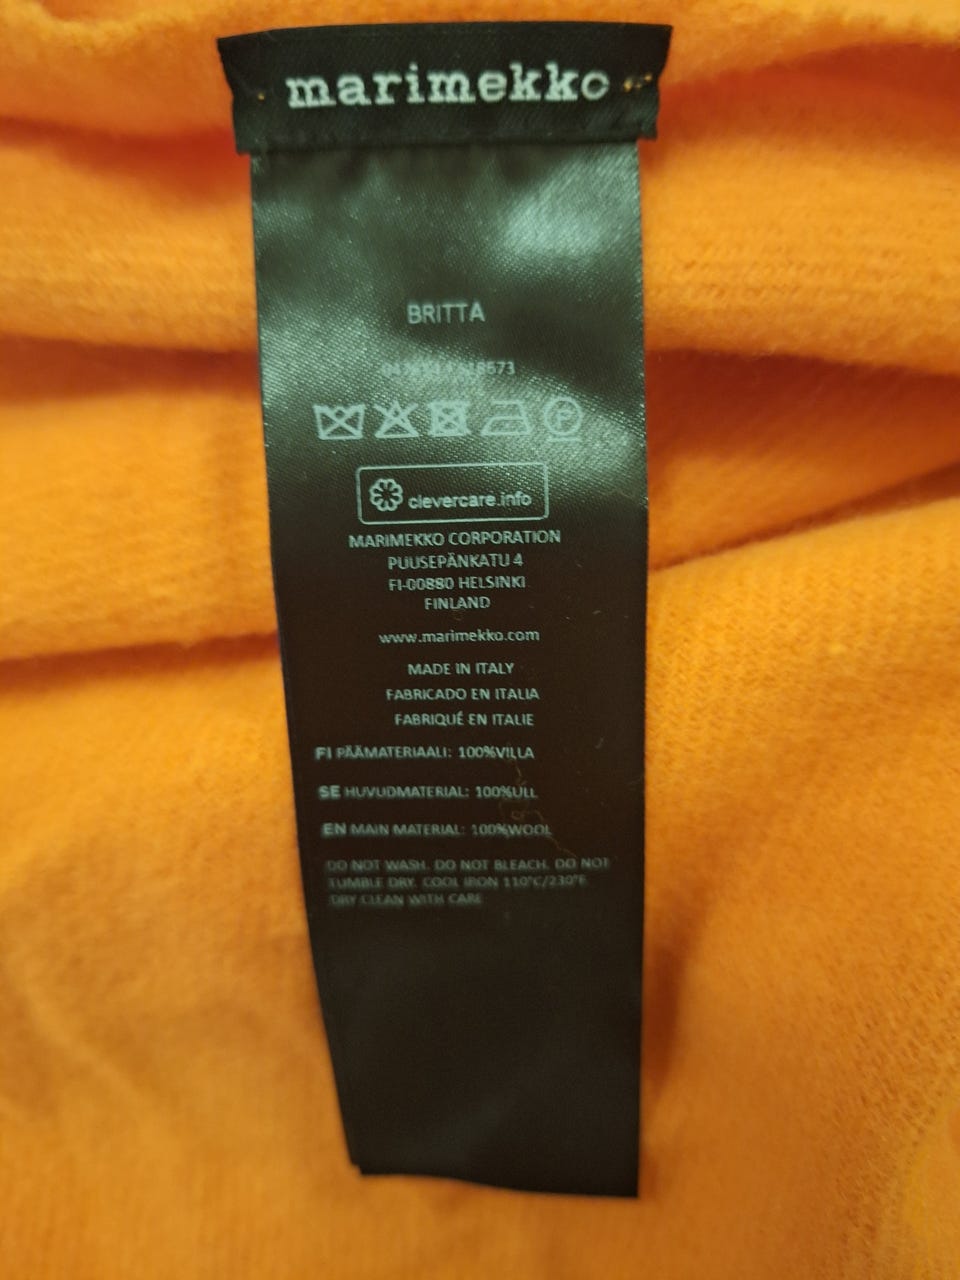 marimekko
BRITTA
clevercare.info
MARIMEKKO CORPORATION
PUUSEPÄNKATU 4
FI-00880 HELSINKI
FINLAND
www.marimekko.com
MADE IN ITALY
FABRICADO EN ITALIA
FABRIQUÉ EN ITALIE
FI PÄÄMATERIAALI: 100%VILLA
SE HUVUDMATERIAL: 100%ULL
EN MAIN MATERIAL: 100%WOOL
DO NOT WASH. DO NOT BLEACH. DO NOT
TUMBLE DRY. COOL IRON 110°C/230°F.
DRY CLEAN WITH CARE